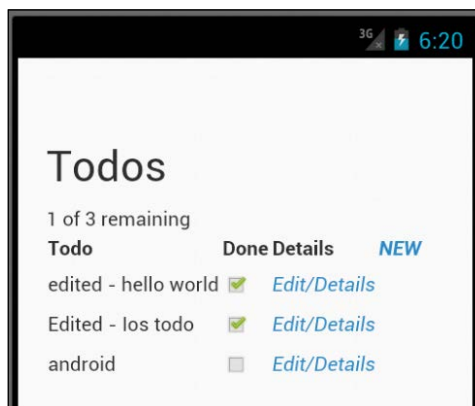 3G 6:20
Todos
1 of 3 remaining
Todo Done Details NEW
edited - hello world Edit/Details
Edited - Ios todo Edit/Details
android Edit/Details